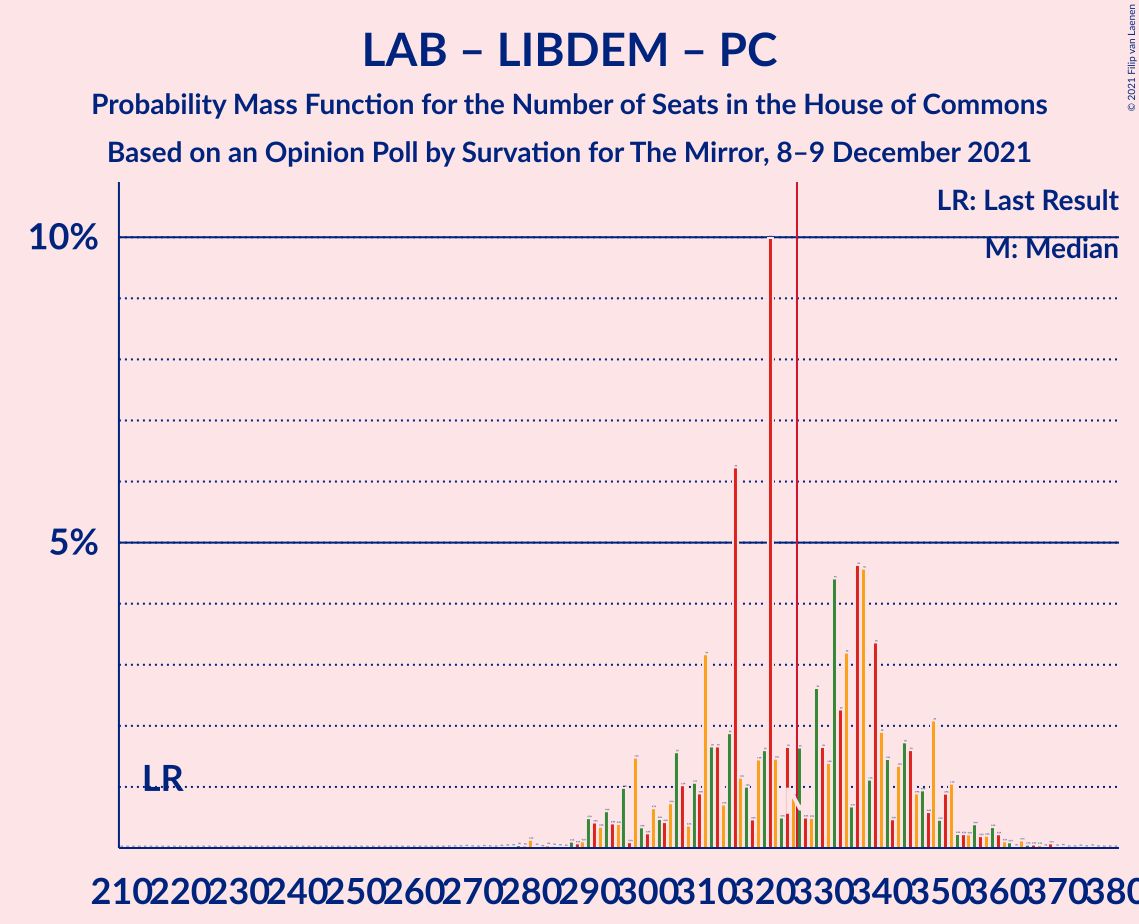 LAB – LIBDEM – PC
Probability Mass Function for the Number of Seats in the House of Commons
Based on an Opinion Poll by Survation for The Mirror, 8–9 December 2021
© 2021 Filip van Laenen
LR: Last Result
M: Median
10%
5%
LR
210 220 230 240 250 260 270 280 290 300 310 320 330 340 350 360 370 380